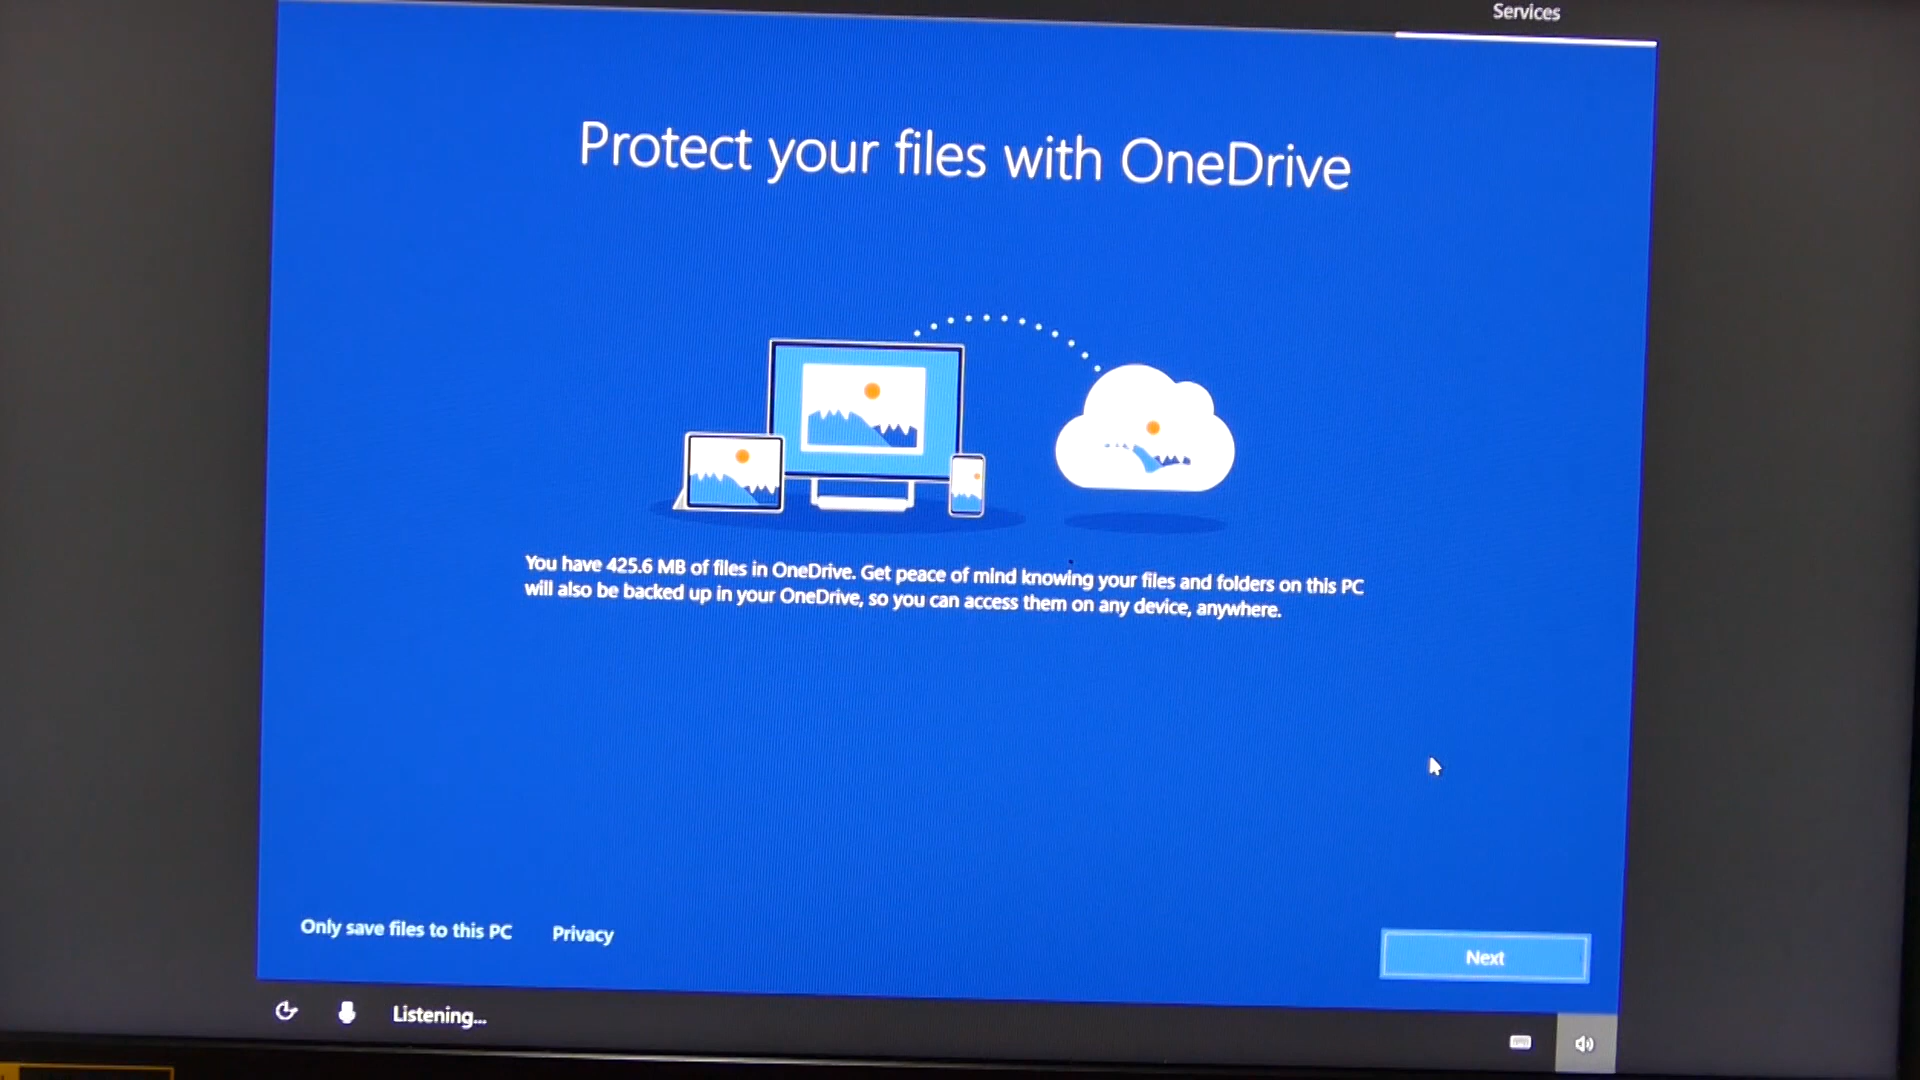 Services
Protect your files with OneDrive
You have 425.6 MB of files in OneDrive. Get peace of mind knowing your files and folders on this PC
will also be backed up in your OneDrive, so you can access them on any device, anywhere.
Only save files to this PC
Privacy
Next
Listening...